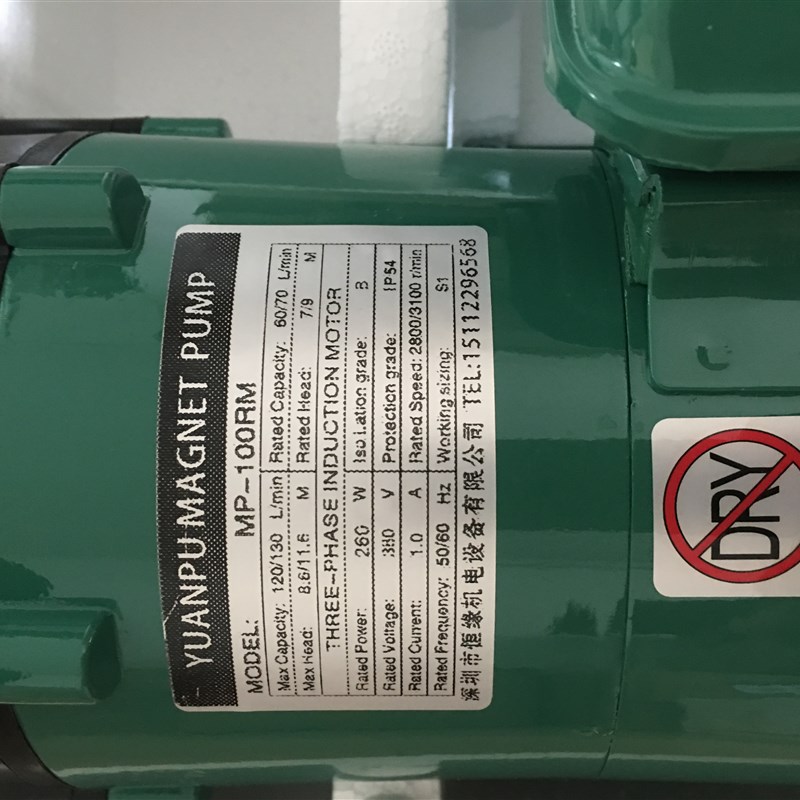 YUANPU MAGNET PUMP
MODEL: MP-100RM
Max Capacity: 120/130 L/min Rated Capacity: 60/70 L/min
Max Head: 8.6/11.6 M Rated Head: 7/9 M
THREE-PHASE INDUCTION MOTOR
Rated Power: 260 W Isolation grade: B
Rated Voltage: 380 V Protection grade: IP54
Rated Current: 1.0 A Rated Speed: 2800/3100 r/min
Rated Frequency: 50/60 Hz Working sizing: S1
深圳市恒缘机电设备有限公司 TEL:15112296568
DRY